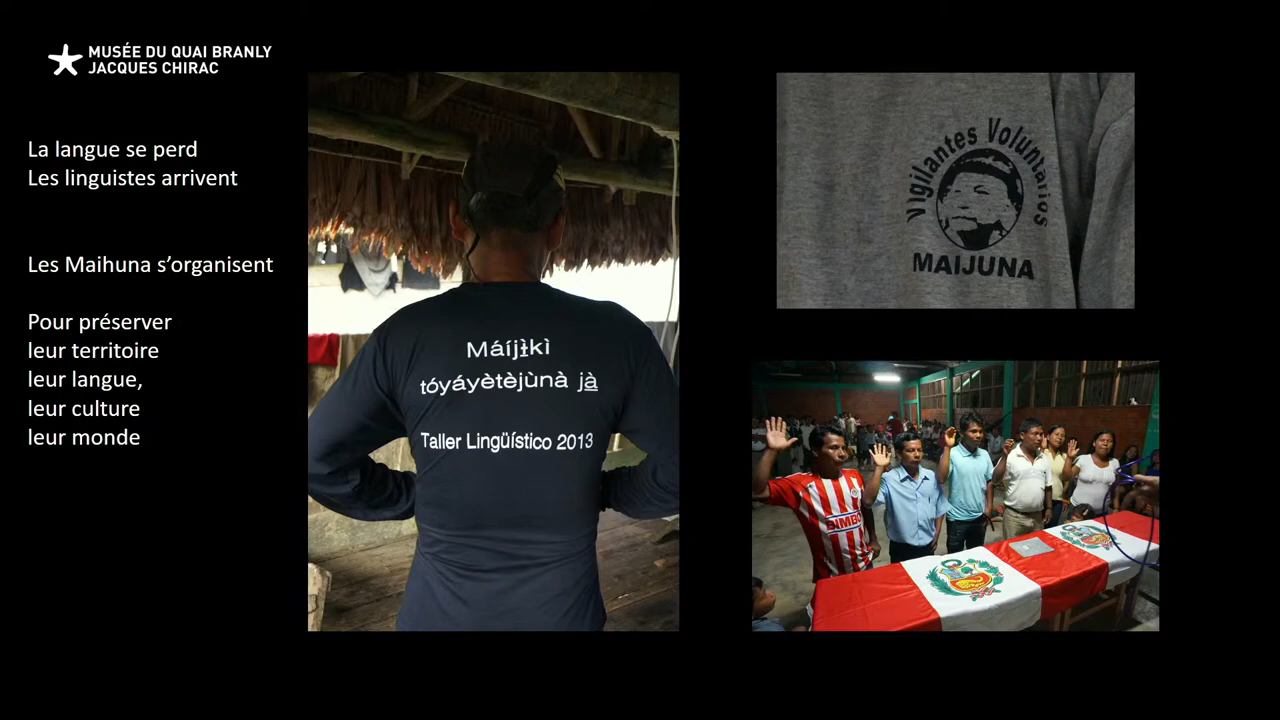 MUSÉE DU QUAI BRANLY
JACQUES CHIRAC
La langue se perd
Les linguistes arrivent
Les Maihuna s’organisent
Pour préserver
leur territoire
leur langue,
leur culture
leur monde
Máíjɨ̀kì
tóyáyètèjùnà jà̱
Taller Lingüístico 2013
Vigilantes Voluntarios
MAIJUNA
BIMBO